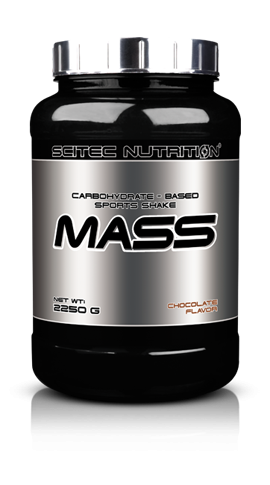 SCITEC NUTRITION
CARBOHYDRATE - BASED
SPORTS SHAKE
MASS
NET WT:
2250 G
CHOCOLATE
FLAVOR